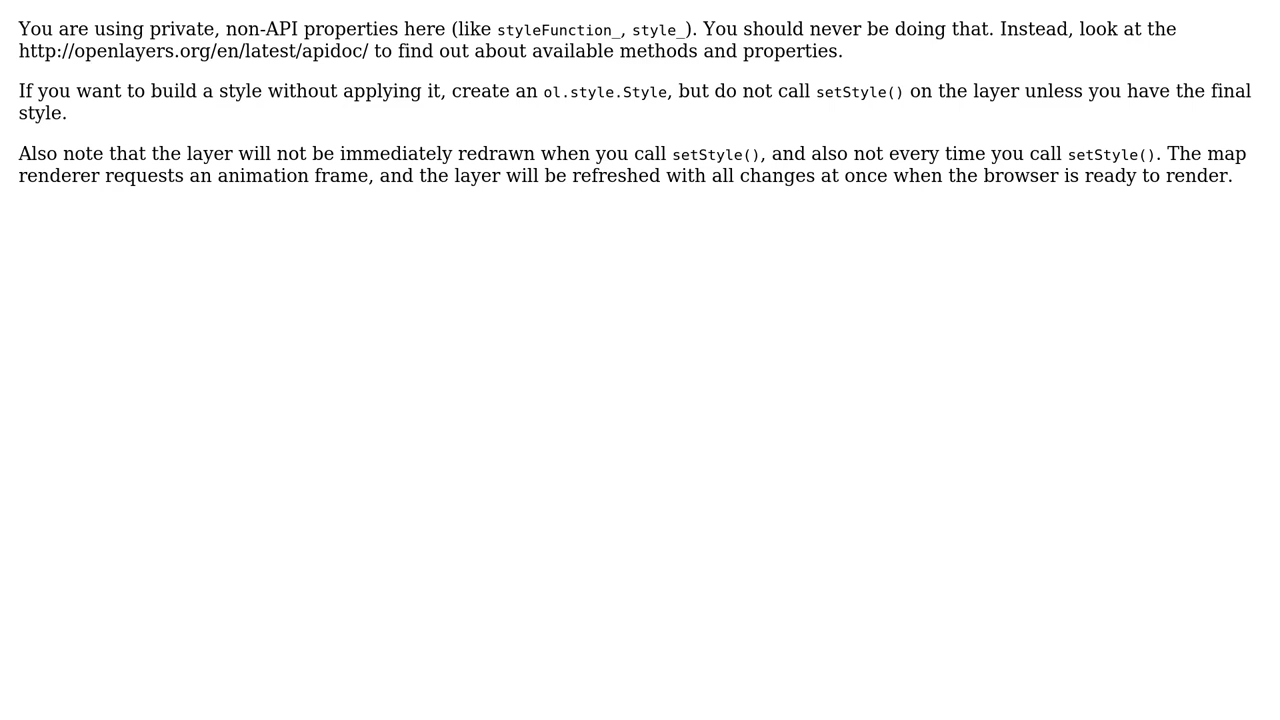 You are using private, non-API properties here (like styleFunction_, style_). You should never be doing that. Instead, look at the
http://openlayers.org/en/latest/apidoc/ to find out about available methods and properties.
If you want to build a style without applying it, create an ol.style.Style, but do not call setStyle() on the layer unless you have the final
style.
Also note that the layer will not be immediately redrawn when you call setStyle(), and also not every time you call setStyle(). The map
renderer requests an animation frame, and the layer will be refreshed with all changes at once when the browser is ready to render.